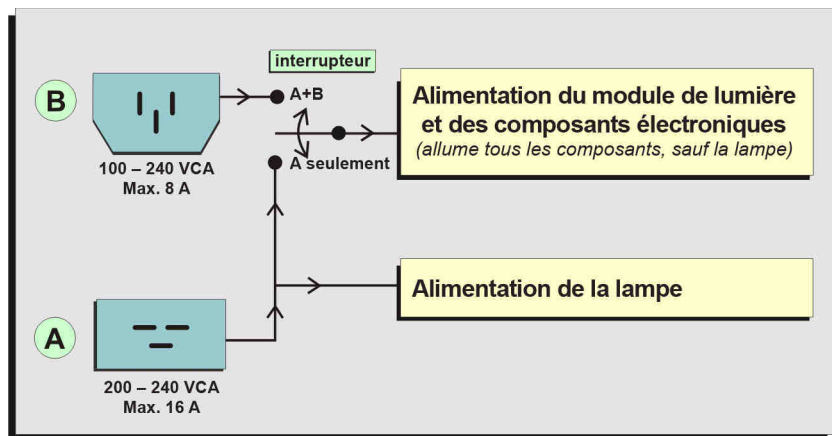 interrupteur
B
A+B
Alimentation du module de lumière
et des composants électroniques
(allume tous les composants, sauf la lampe)
A seulement
100 – 240 VCA
Max. 8 A
Alimentation de la lampe
A
200 – 240 VCA
Max. 16 A